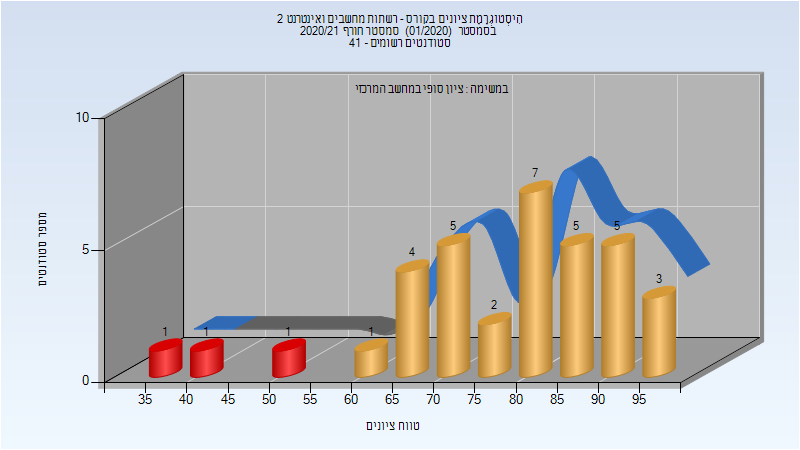 היסטוגרמת ציונים בקורס - רשתות מחשבים ואינטרנט 2
בסמסטר (01/2020) סמסטר חורף 2020/21
סטודנטים רשומים - 41
במשימה : ציון סופי במחשב המרכזי
10
5
0
מספר סטודנטים
1 1 1 1 4 5 2 7 5 5 3
35 40 45 50 55 60 65 70 75 80 85 90 95
טווח ציונים